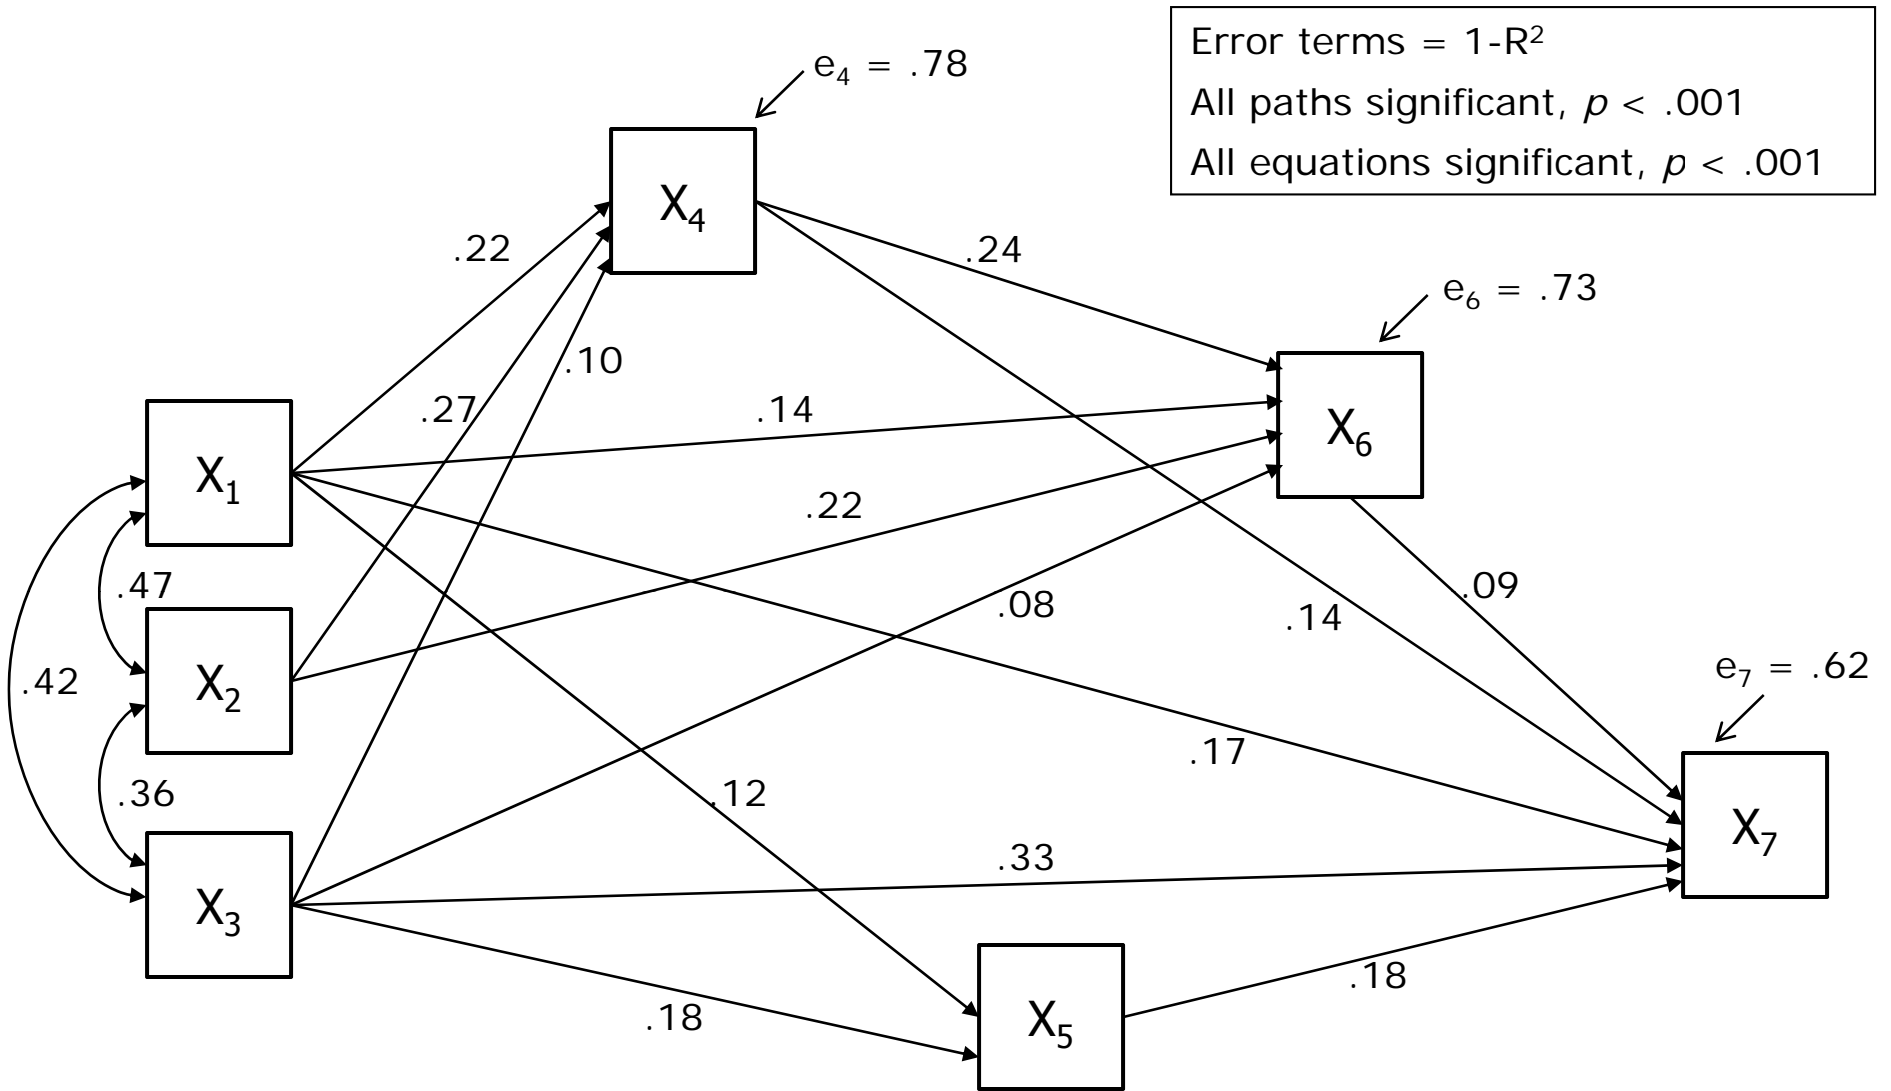 Error terms = 1-R²
e₄ = .78
All paths significant, p < .001
All equations significant, p < .001
X₄
.22
.24
e₆ = .73
.10
.27
.14
X₆
X₁
.22
.47
.09
.08
.14
.42
X₂
e₇ = .62
.17
.36
.12
X₇
.33
X₃
.18
.18
X₅